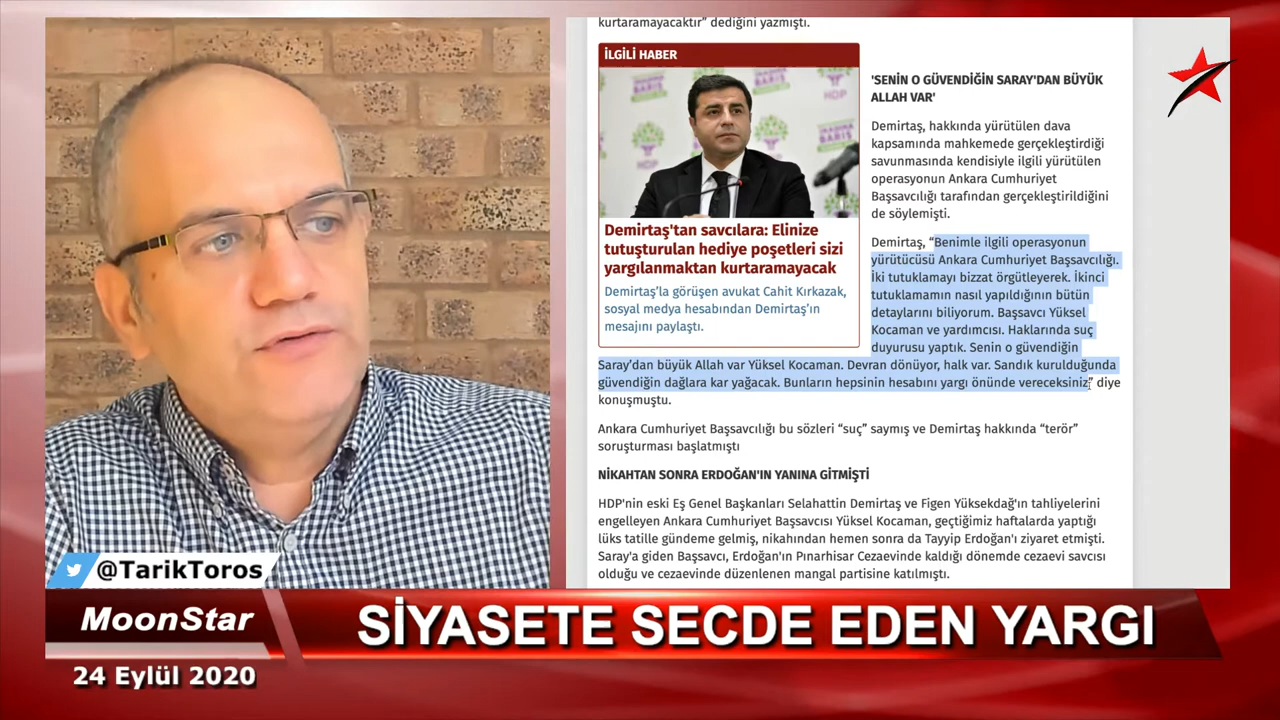 kurtaramayacaktır" dediğini yazmıştı.
İLGİLİ HABER
Demirtaş'tan savcılara: Elinize
tutuşturulan hediye poşetleri sizi
yargılanmaktan kurtaramayacak
Demirtaş'la görüşen avukat Cahit Kırkazak,
sosyal medya hesabından Demirtaş'ın
mesajını paylaştı.
'SENİN O GÜVENDİĞİN SARAY'DAN BÜYÜK
ALLAH VAR'
Demirtaş, hakkında yürütülen dava
kapsamında mahkemede gerçekleştirdiği
savunmasında kendisiyle ilgili yürütülen
operasyonun Ankara Cumhuriyet
Başsavcılığı tarafından gerçekleştirildiğini
de söylemişti.
Demirtaş, "Benimle ilgili operasyonun
yürütücüsü Ankara Cumhuriyet Başsavcılığı.
İki tutuklamayı bizzat örgütleyerek. İkinci
tutuklamamın nasıl yapıldığının bütün
detaylarını biliyorum. Başsavcı Yüksel
Kocaman ve yardımcısı. Haklarında suç
duyurusu yaptık. Senin o güvendiğin
Saray'dan büyük Allah var Yüksel Kocaman. Devran dönüyor, halk var. Sandık kurulduğunda
güvendiğin dağlara kar yağacak. Bunların hepsinin hesabını yargı önünde vereceksiniz" diye
konuşmuştu.
Ankara Cumhuriyet Başsavcılığı bu sözleri "suç" saymış ve Demirtaş hakkında "terör"
soruşturması başlatmıştı
NİKAHTAN SONRA ERDOĞAN'IN YANINA GİTMİŞTİ
HDP'nin eski Eş Genel Başkanları Selahattin Demirtaş ve Figen Yüksekdağ'ın tahliyelerini
engelleyen Ankara Cumhuriyet Başsavcısı Yüksel Kocaman, geçtiğimiz haftalarda yaptığı
lüks tatille gündeme gelmiş, nikahından hemen sonra da Tayyip Erdoğan'ı ziyaret etmişti.
Saray'a giden Başsavcı, Erdoğan'ın Pınarhisar Cezaevinde kaldığı dönemde cezaevi savcısı
olduğu ve cezaevinde düzenlenen mangal partisine katılmıştı.
HDP
@TarikToros
MoonStar
SİYASETE SECDE EDEN YARGI
24 Eylül 2020